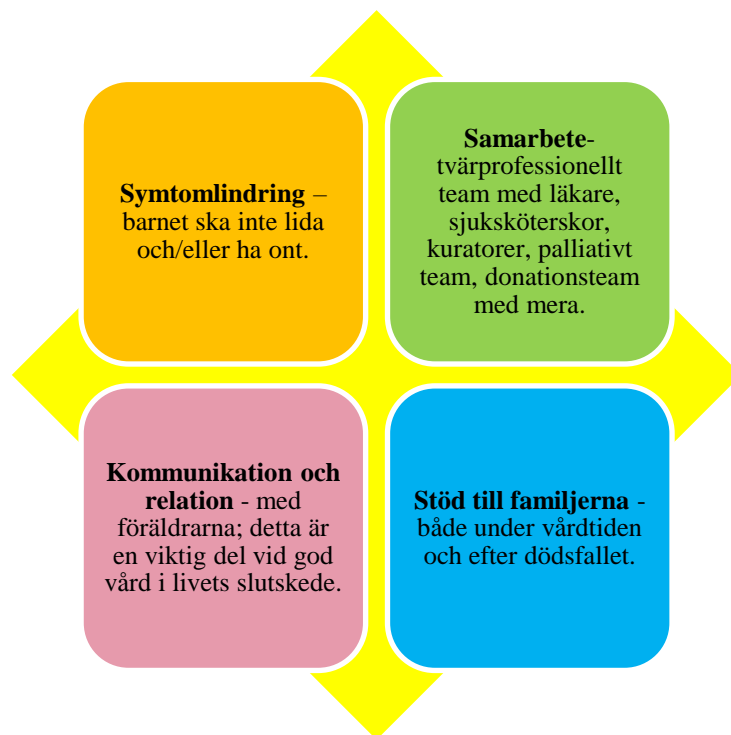 Symtomlindring –
barnet ska inte lida
och/eller ha ont.
Samarbete-
tvärprofessionellt
team med läkare,
sjuksköterskor,
kuratorer, palliativt
team, donationsteam
med mera.
Kommunikation och
relation - med
föräldrarna; detta är
en viktig del vid god
vård i livets slutskede.
Stöd till familjerna -
både under vårdtiden
och efter dödsfallet.